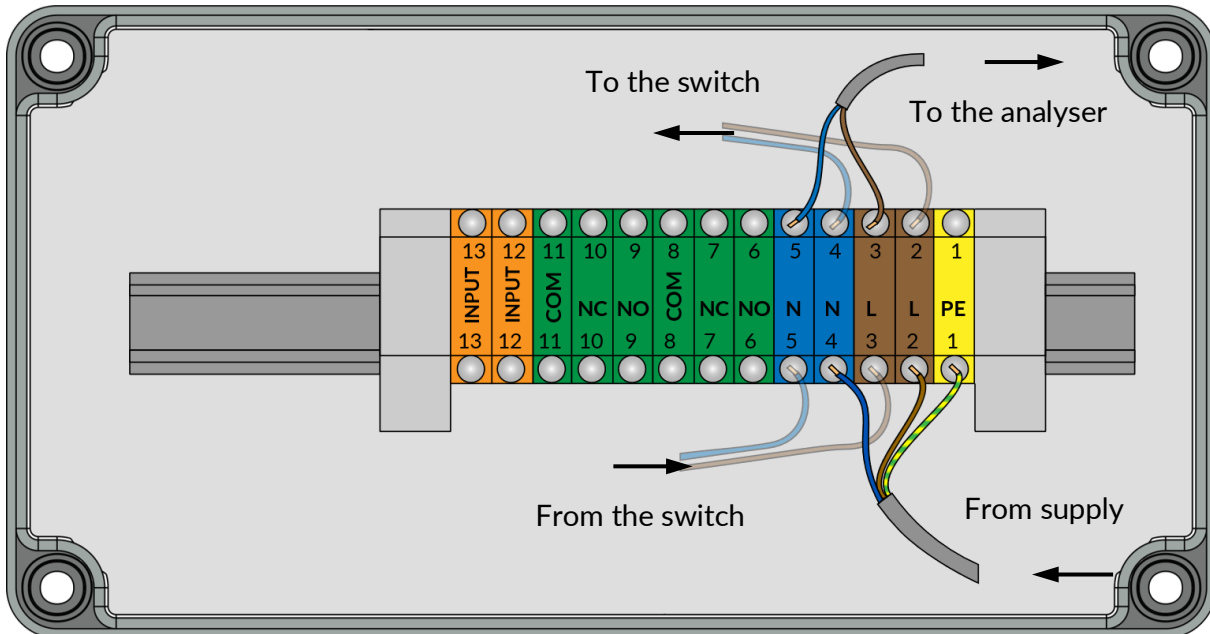 To the switch
To the analyser
13 12 11 10 9 8 7 6 5 4 3 2 1
INPUT INPUT COM NC NO COM NC NO N N L L PE
13 12 11 10 9 8 7 6 5 4 3 2 1
From the switch
From supply